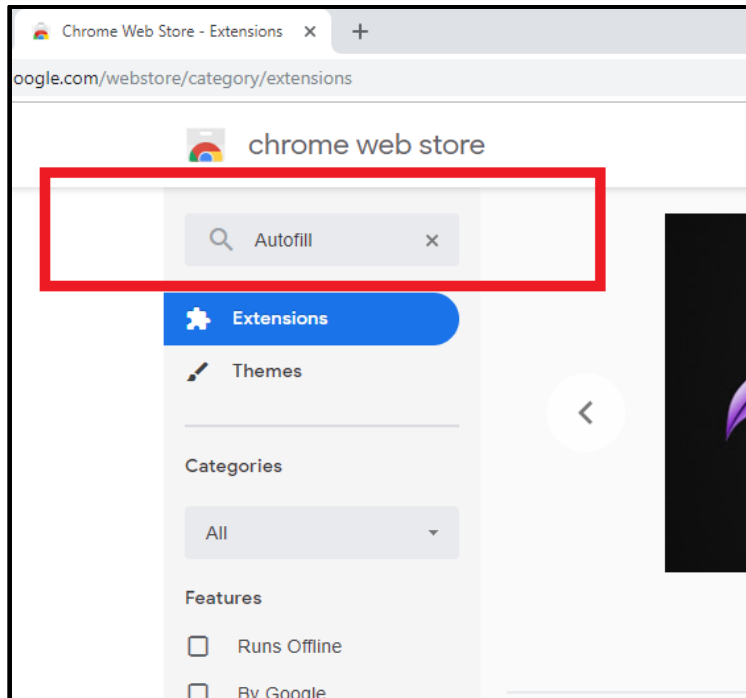 Chrome Web Store - Extensions
oogle.com/webstore/category/extensions
chrome web store
Autofill
Extensions
Themes
Categories
All
Features
Runs Offline
By Google